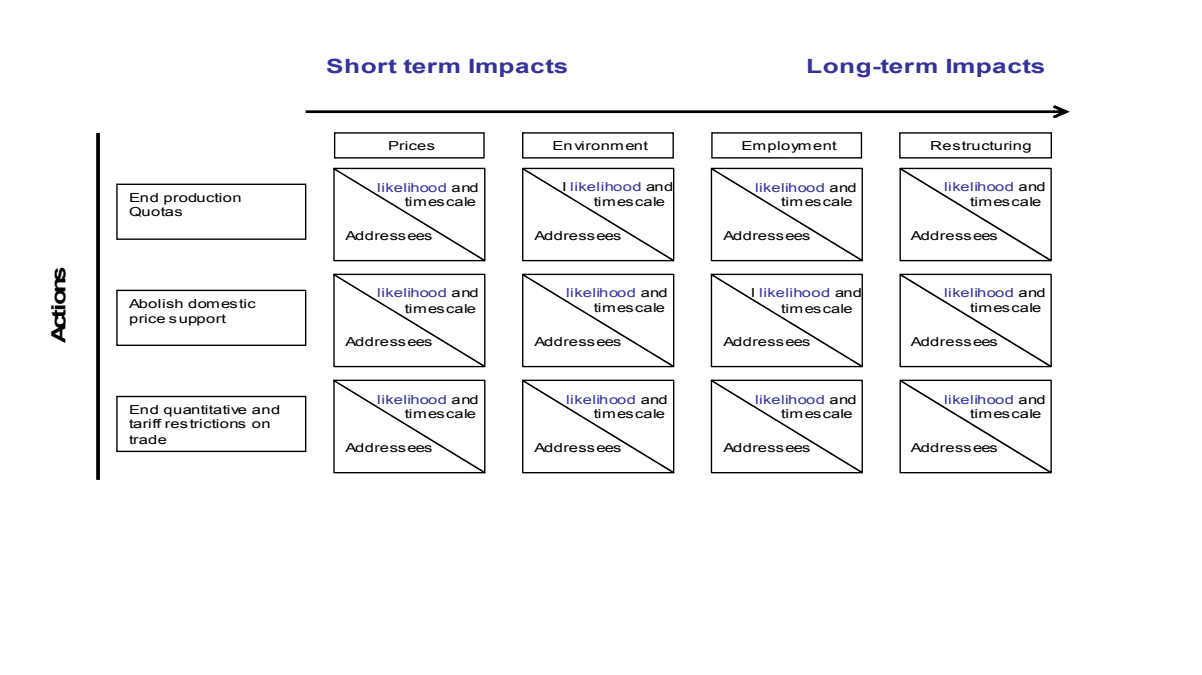 Short term Impacts
Long-term Impacts
Prices
Environment
Employment
Restructuring
Actions
End production
Quotas
likelihood and
timescale
Addressees
l likelihood and
timescale
Addressees
likelihood and
timescale
Addressees
likelihood and
timescale
Addressees
Abolish domestic
price support
likelihood and
timescale
Addressees
likelihood and
timescale
Addressees
l likelihood and
timescale
Addressees
likelihood and
timescale
Addressees
End quantitative and
tariff restrictions on
trade
likelihood and
timescale
Addressees
likelihood and
timescale
Addressees
likelihood and
timescale
Addressees
likelihood and
timescale
Addressees